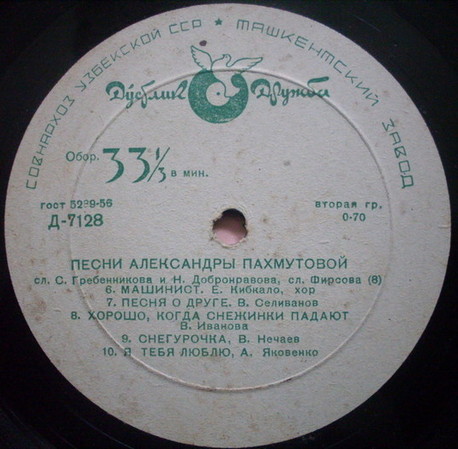 СОВНАРХОЗ УЗБЕКСКОЙ ССР ★ ТАШКЕНТСКИЙ ЗАВОД
Дўстлик Дружба
Обор. 33⅓ в мин.
гост 5289-56
Д-7128
вторая гр.
0-70
ПЕСНИ АЛЕКСАНДРЫ ПАХМУТОВОЙ
сл. С. Гребенникова и Н. Добронравова, сл. Фирсова (8)
6. МАШИНИСТ. Е. Кибкало, хор
7. ПЕСНЯ О ДРУГЕ. В. Селиванов
8. ХОРОШО, КОГДА СНЕЖИНКИ ПАДАЮТ
В. Иванова
9. СНЕГУРОЧКА, В. Нечаев
10. Я ТЕБЯ ЛЮБЛЮ, А. Яковенко